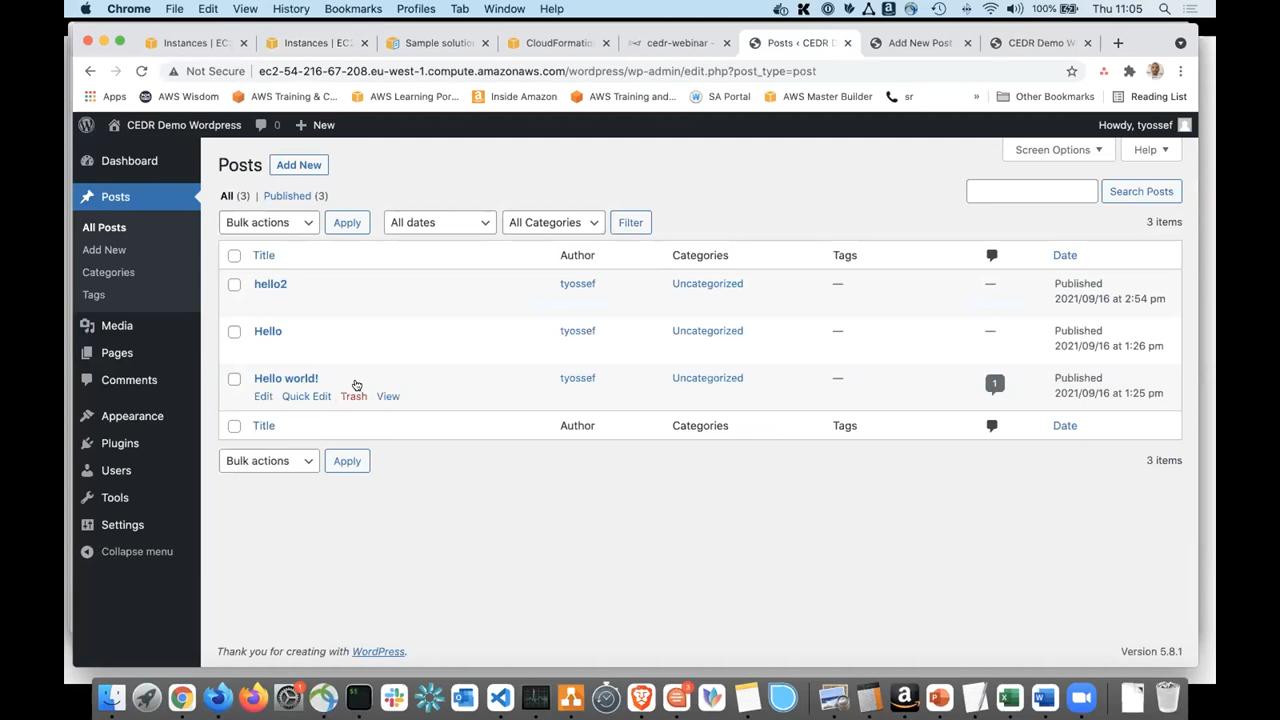 Chrome File Edit View History Bookmarks Profiles Tab Window Help 100% Thu 11:05
Instances | EC2 Instances | EC2 Sample solutio CloudFormatio cedr-webinar - Posts ‹ CEDR D Add New Post CEDR Demo W
Not Secure ec2-54-216-67-208.eu-west-1.compute.amazonaws.com/wordpress/wp-admin/edit.php?post_type=post
Apps AWS Wisdom AWS Training & C... AWS Learning Por... Inside Amazon AWS Training and... SA Portal AWS Master Builder sr » Other Bookmarks Reading List
CEDR Demo Wordpress 0 + New Howdy, tyossef
Dashboard
Posts
All Posts
Add New
Categories
Tags
Media
Pages
Comments
Appearance
Plugins
Users
Tools
Settings
Collapse menu
Screen Options Help
Posts Add New
All (3) | Published (3)
Search Posts
Bulk actions Apply All dates All Categories Filter 3 items
Title Author Categories Tags Date
hello2 tyossef Uncategorized — — Published
2021/09/16 at 2:54 pm
Hello tyossef Uncategorized — — Published
2021/09/16 at 1:26 pm
Hello world! tyossef Uncategorized — 1 Published
Edit Quick Edit Trash View 2021/09/16 at 1:25 pm
Title Author Categories Tags Date
Bulk actions Apply 3 items
Thank you for creating with WordPress. Version 5.8.1